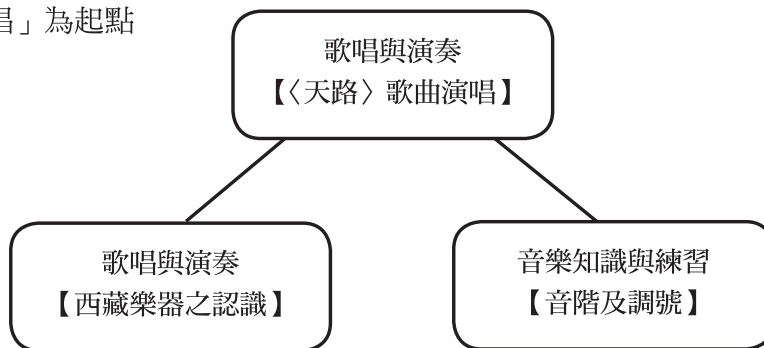 唱」為起點
歌唱與演奏
【〈天路〉歌曲演唱】
歌唱與演奏
【西藏樂器之認識】
音樂知識與練習
【音階及調號】